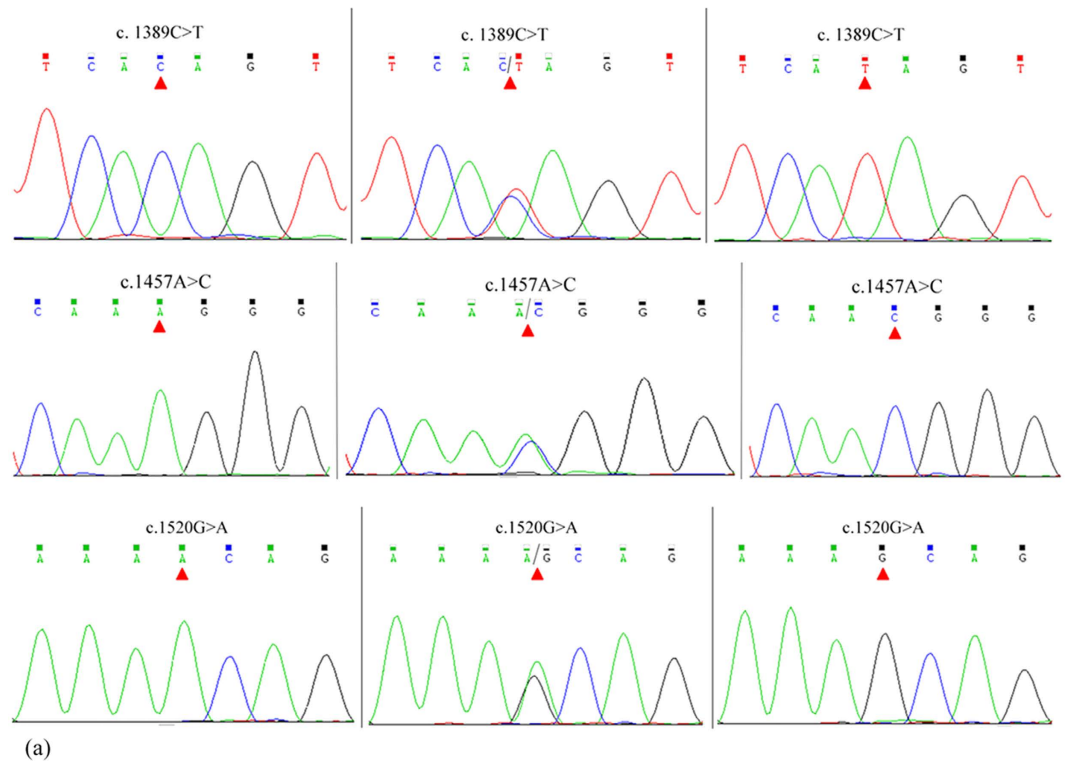 c. 1389C>T
T C A C A G T
c. 1389C>T
T C A C/T A G T
c. 1389C>T
T C A T A G T
c.1457A>C
C A A A G G G
c.1457A>C
C A A A/C G G G
c.1457A>C
C A A C G G G
c.1520G>A
A A A A C A G
c.1520G>A
A A A A/G C A G
c.1520G>A
A A A G C A G
(a)